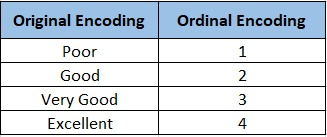 Original Encoding Ordinal Encoding
Poor 1
Good 2
Very Good 3
Excellent 4